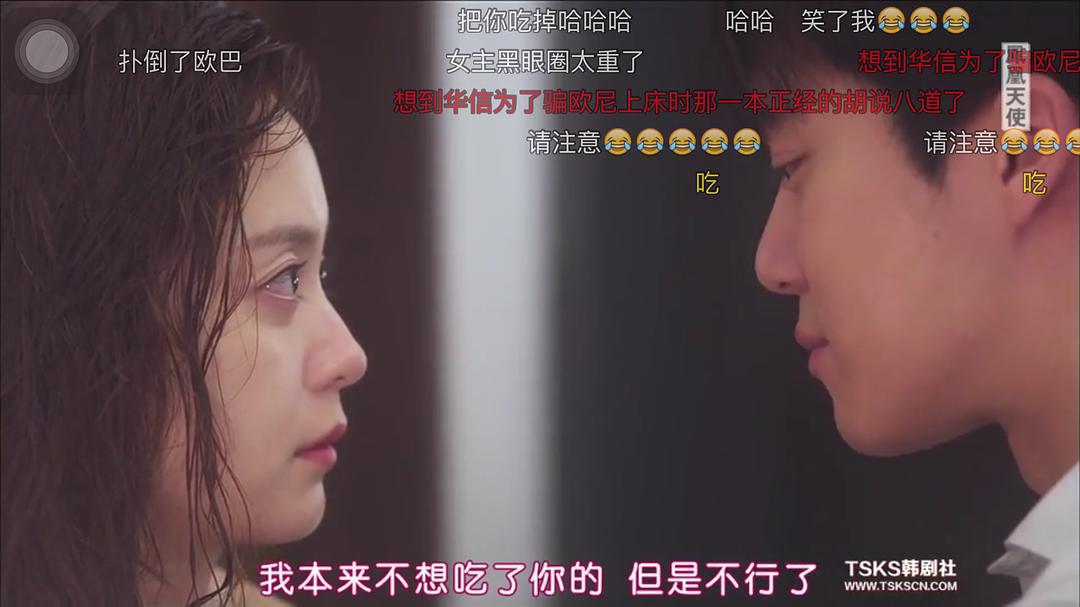 把你吃掉哈哈哈
哈哈
笑了我😂😂😂
扑倒了欧巴
女主黑眼圈太重了
想到华信为了骗欧尼
想到华信为了骗欧尼上床时那一本正经的胡说八道了
请注意😂😂😂😂😂
请注意😂😂😂
吃
吃
凰天使
我本来不想吃了你的 但是不行了
TSKS韩剧社
WWW.TSKSCN.COM